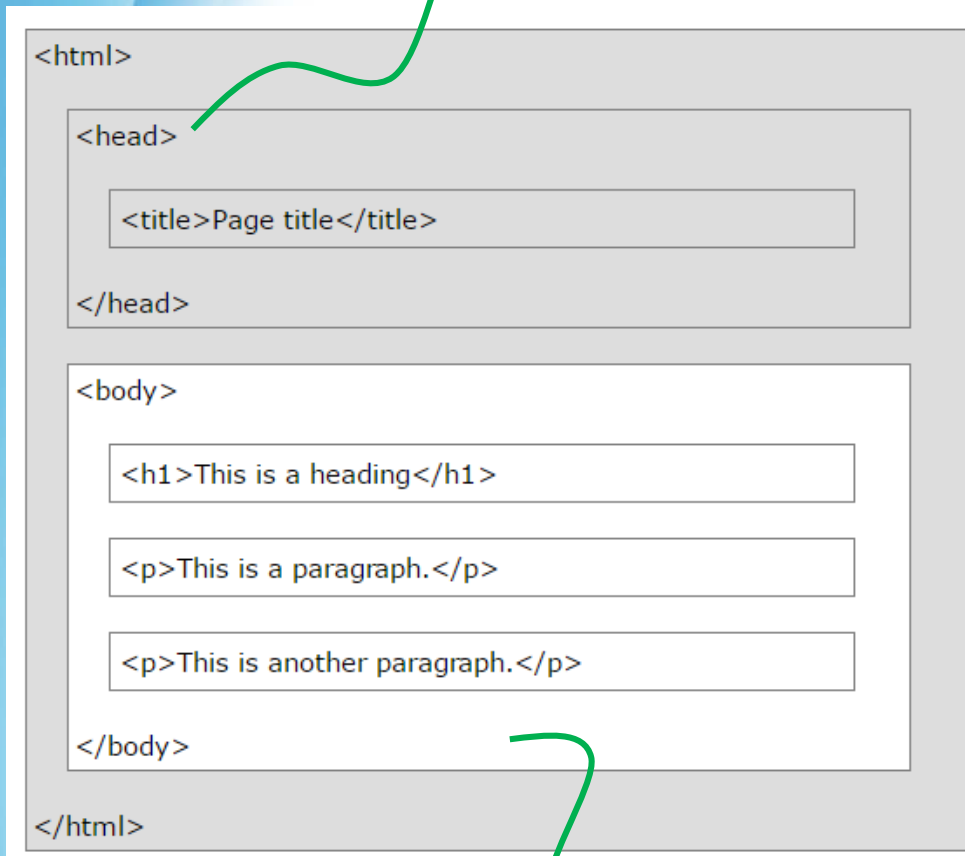 <html>
<head>
<title>Page title</title>
</head>
<body>
<h1>This is a heading</h1>
<p>This is a paragraph.</p>
<p>This is another paragraph.</p>
</body>
</html>